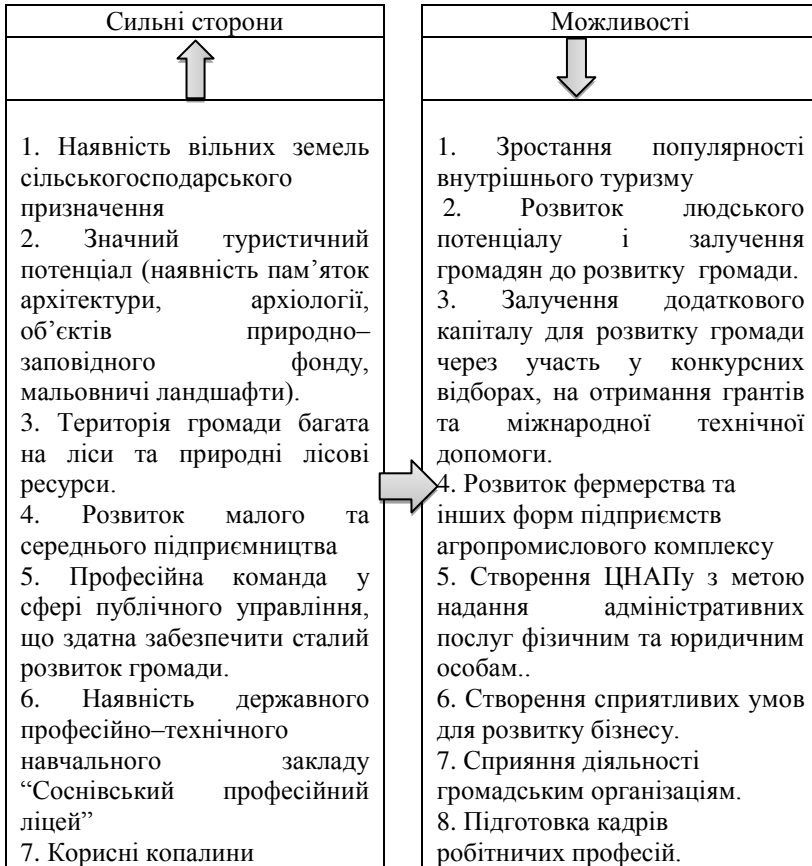 Сильні сторони
1. Наявність вільних земель
сільськогосподарського
призначення
2. Значний туристичний
потенціал (наявність пам’яток
архітектури, археології,
об’єктів природно–
заповідного фонду,
мальовничі ландшафти).
3. Територія громади багата
на ліси та природні лісові
ресурси.
4. Розвиток малого та
середнього підприємництва
5. Професійна команда у
сфері публічного управління,
що здатна забезпечити сталий
розвиток громади.
6. Наявність державного
професійно–технічного
навчального закладу
“Соснівський професійний
ліцей”
7. Корисні копалини
Можливості
1. Зростання популярності
внутрішнього туризму
2. Розвиток людського
потенціалу і залучення
громадян до розвитку громади.
3. Залучення додаткового
капіталу для розвитку громади
через участь у конкурсних
відборах, на отримання грантів
та міжнародної технічної
допомоги.
4. Розвиток фермерства та
інших форм підприємств
агропромислового комплексу
5. Створення ЦНАПу з метою
надання адміністративних
послуг фізичним та юридичним
особам..
6. Створення сприятливих умов
для розвитку бізнесу.
7. Сприяння діяльності
громадським організаціям.
8. Підготовка кадрів
робітничих професій.